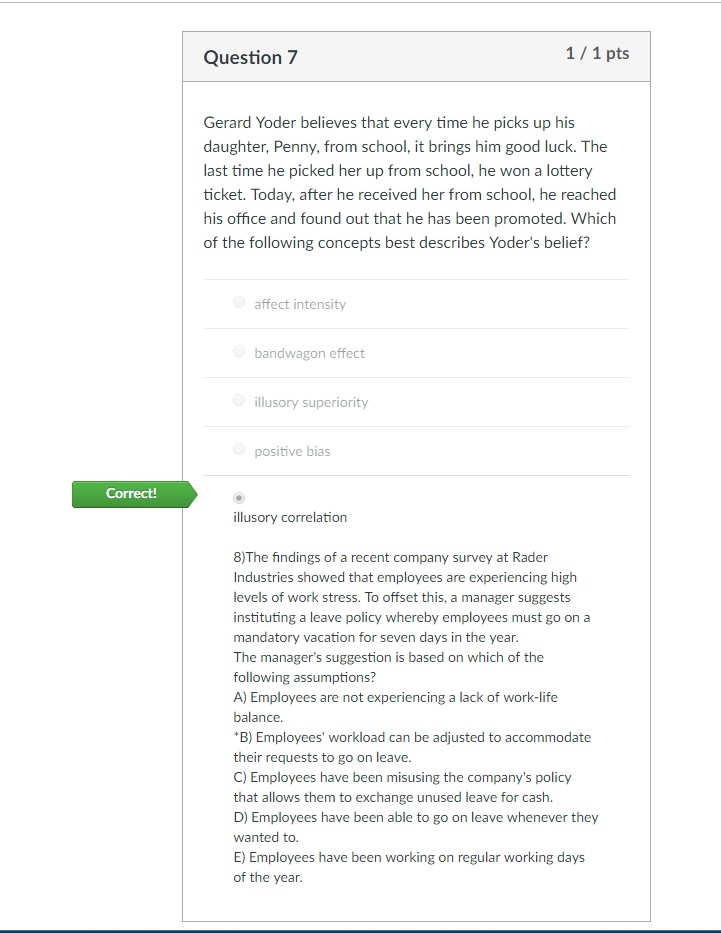 Question 7
1 / 1 pts
Gerard Yoder believes that every time he picks up his
daughter, Penny, from school, it brings him good luck. The
last time he picked her up from school, he won a lottery
ticket. Today, after he received her from school, he reached
his office and found out that he has been promoted. Which
of the following concepts best describes Yoder's belief?
affect intensity
bandwagon effect
illusory superiority
positive bias
Correct!
illusory correlation
8)The findings of a recent company survey at Rader
Industries showed that employees are experiencing high
levels of work stress. To offset this, a manager suggests
instituting a leave policy whereby employees must go on a
mandatory vacation for seven days in the year.
The manager's suggestion is based on which of the
following assumptions?
A) Employees are not experiencing a lack of work-life
balance.
*B) Employees' workload can be adjusted to accommodate
their requests to go on leave.
C) Employees have been misusing the company's policy
that allows them to exchange unused leave for cash.
D) Employees have been able to go on leave whenever they
wanted to.
E) Employees have been working on regular working days
of the year.